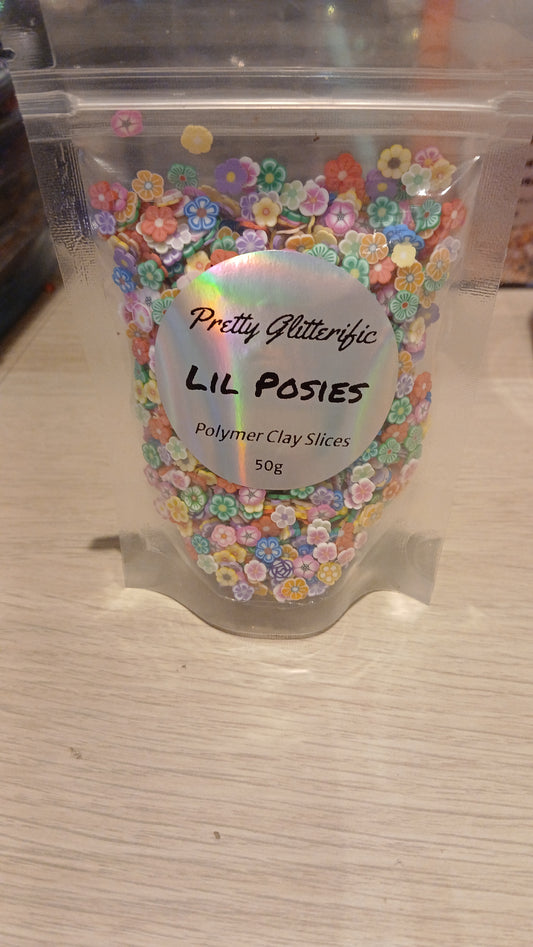 Pretty Glitterific
LIL POSIES
Polymer Clay Slices
50g